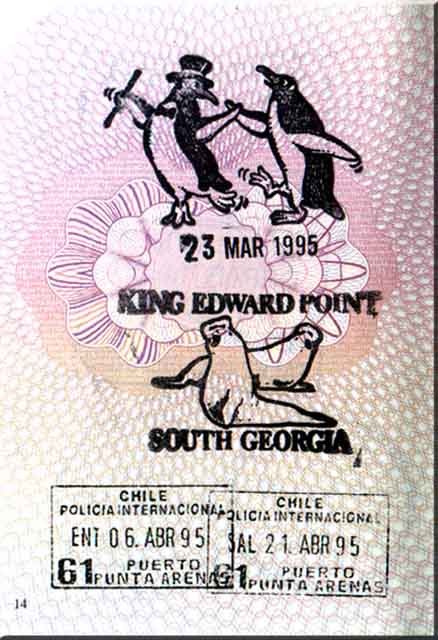 23 MAR 1995
KING EDWARD POINT
SOUTH GEORGIA
CHILE
POLICIA INTERNACIONAL
ENT 06. ABR 95
61 PUERTO
PUNTA ARENAS
CHILE
POLICIA INTERNACIONAL
SAL 21. ABR 95
61 PUERTO
PUNTA ARENAS
14